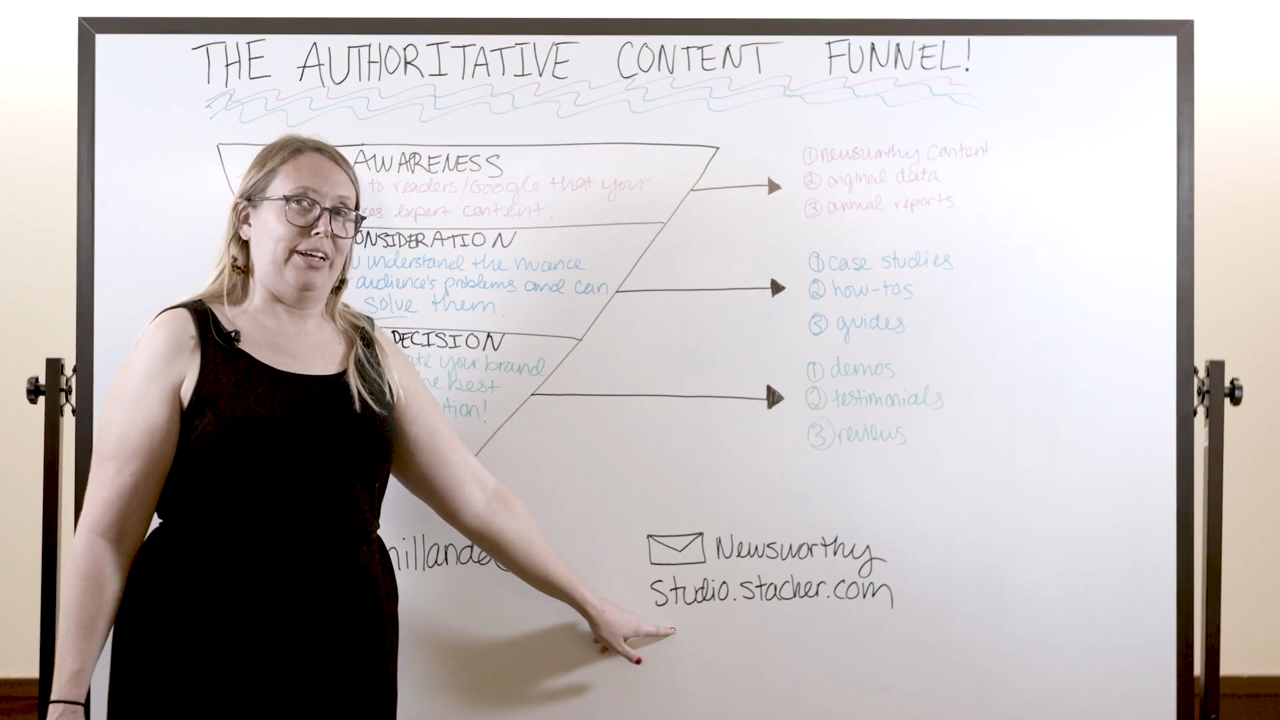 THE AUTHORITATIVE CONTENT FUNNEL!
AWARENESS
to readers/Google that your
expert content.
ONSIDERATION
understand the nuance
audience's problems and can
solve them.
DECISION
your brand
best
①newsworthy content
② original data
③ annual reports
①case studies
② how-tos
③ guides
① demos
② testimonials
③ reviews
Newsworthy
Studio.stacker.com